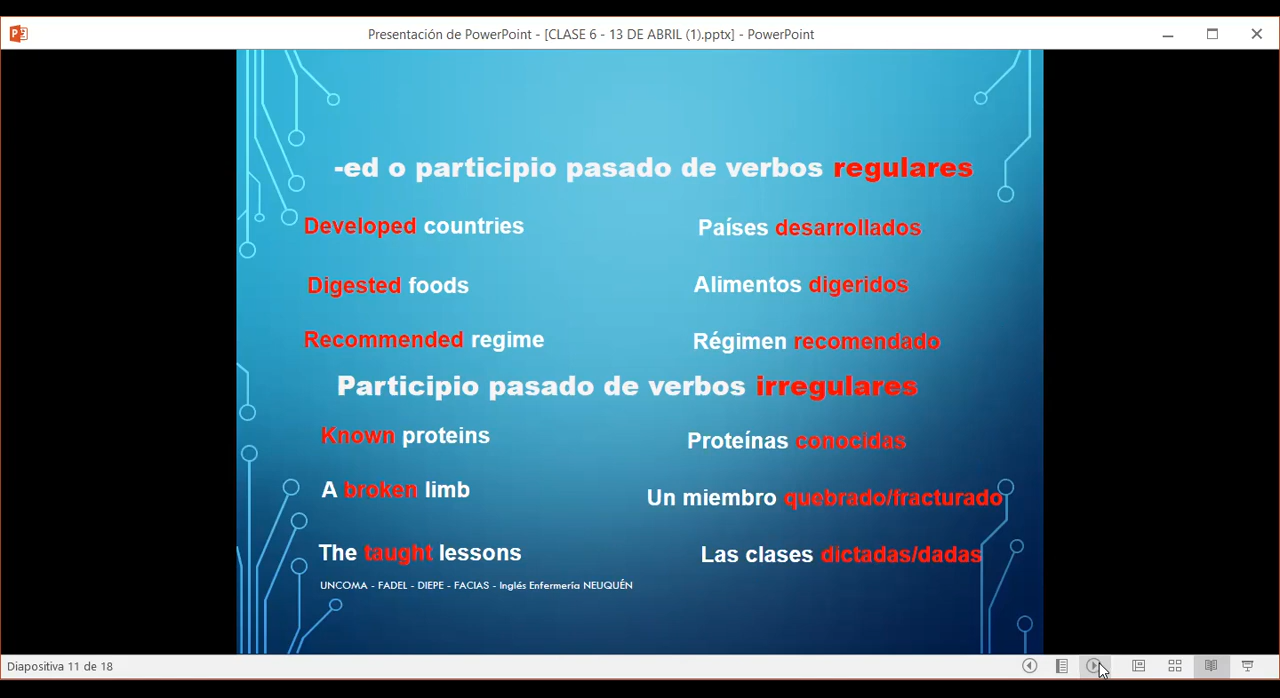 Presentación de PowerPoint - [CLASE 6 - 13 DE ABRIL (1).pptx] - PowerPoint
-ed o participio pasado de verbos regulares
Developed countries
Países desarrollados
Digested foods
Alimentos digeridos
Recommended regime
Régimen recomendado
Participio pasado de verbos irregulares
Known proteins
Proteínas conocidas
A broken limb
Un miembro quebrado/fracturado
The taught lessons
Las clases dictadas/dadas
UNCOMA - FADEL - DIEPE - FACIAS - Inglés Enfermería NEUQUÉN
Diapositiva 11 de 18